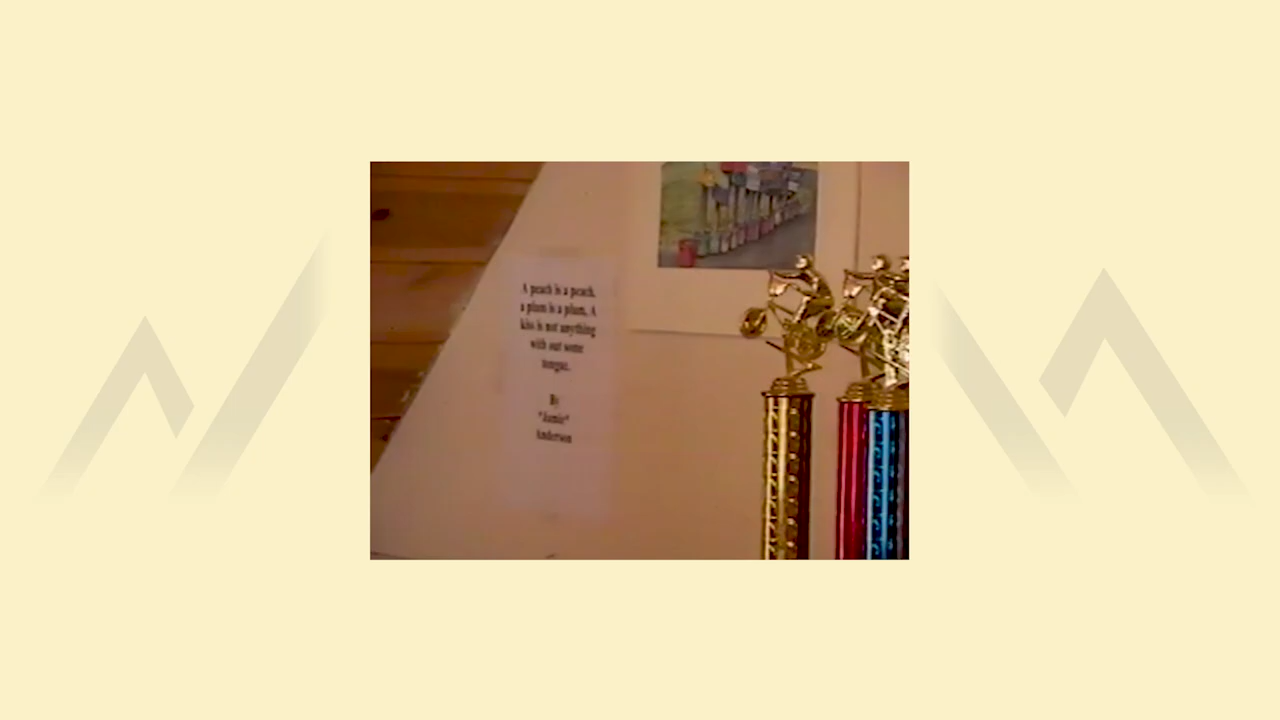 A peach is a peach,
a plum is a plum, A
kiss is not anything
with out some
tongue.
By
"Jamie"
Anderson